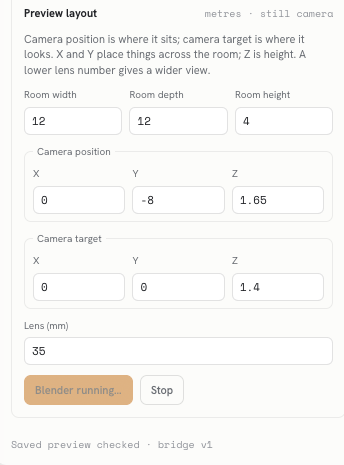 Preview layout
metres · still camera
Camera position is where it sits; camera target is where it
looks. X and Y place things across the room; Z is height. A
lower lens number gives a wider view.
Room width
Room depth
Room height
12
12
4
Camera position
X
Y
Z
0
-8
1.65
Camera target
X
Y
Z
0
0
1.4
Lens (mm)
35
Blender running…
Stop
Saved preview checked · bridge v1